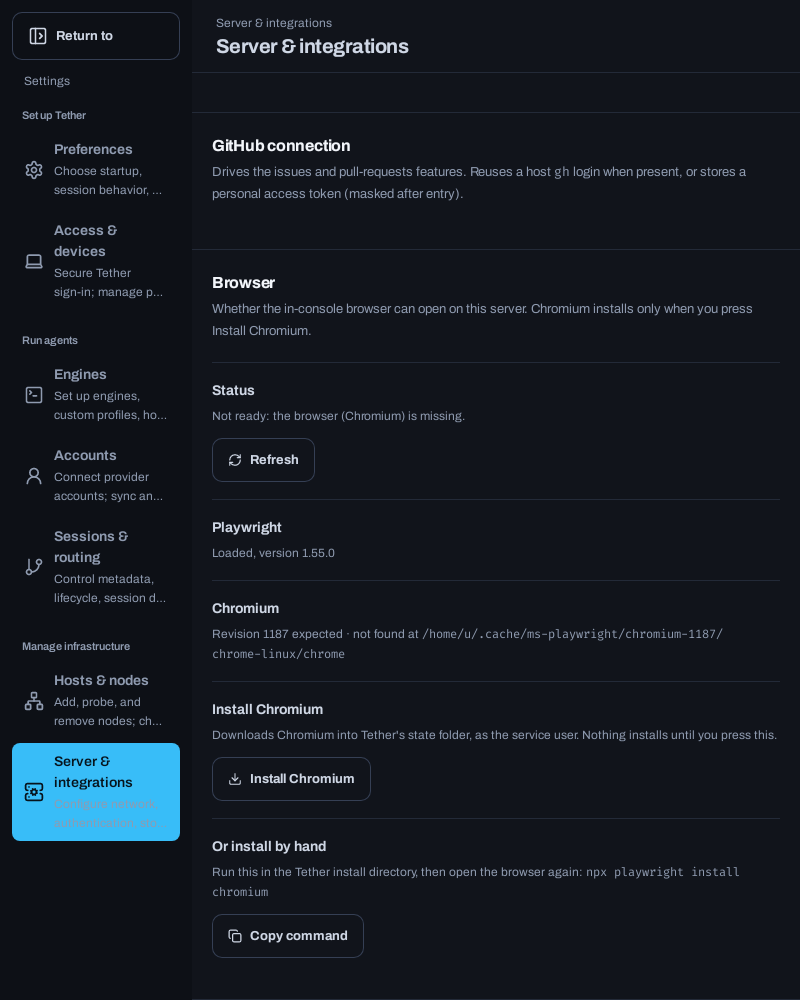 Return to
Settings
Set up Tether
Preferences
Choose startup,
session behavior, ...
Access &
devices
Secure Tether
sign-in; manage p...
Run agents
Engines
Set up engines,
custom profiles, ho...
Accounts
Connect provider
accounts; sync an...
Sessions &
routing
Control metadata,
lifecycle, session d...
Manage infrastructure
Hosts & nodes
Add, probe, and
remove nodes; ch...
Server &
integrations
Server & integrations
Server & integrations
GitHub connection
Drives the issues and pull-requests features. Reuses a host gh login when present, or stores a
personal access token (masked after entry).
Browser
Whether the in-console browser can open on this server. Chromium installs only when you press
Install Chromium.
Status
Not ready: the browser (Chromium) is missing.
Refresh
Playwright
Loaded, version 1.55.0
Chromium
Revision 1187 expected · not found at /home/u/.cache/ms-playwright/chromium-1187/
chrome-linux/chrome
Install Chromium
Downloads Chromium into Tether's state folder, as the service user. Nothing installs until you press this.
Install Chromium
Or install by hand
Run this in the Tether install directory, then open the browser again: npx playwright install
chromium
Copy command